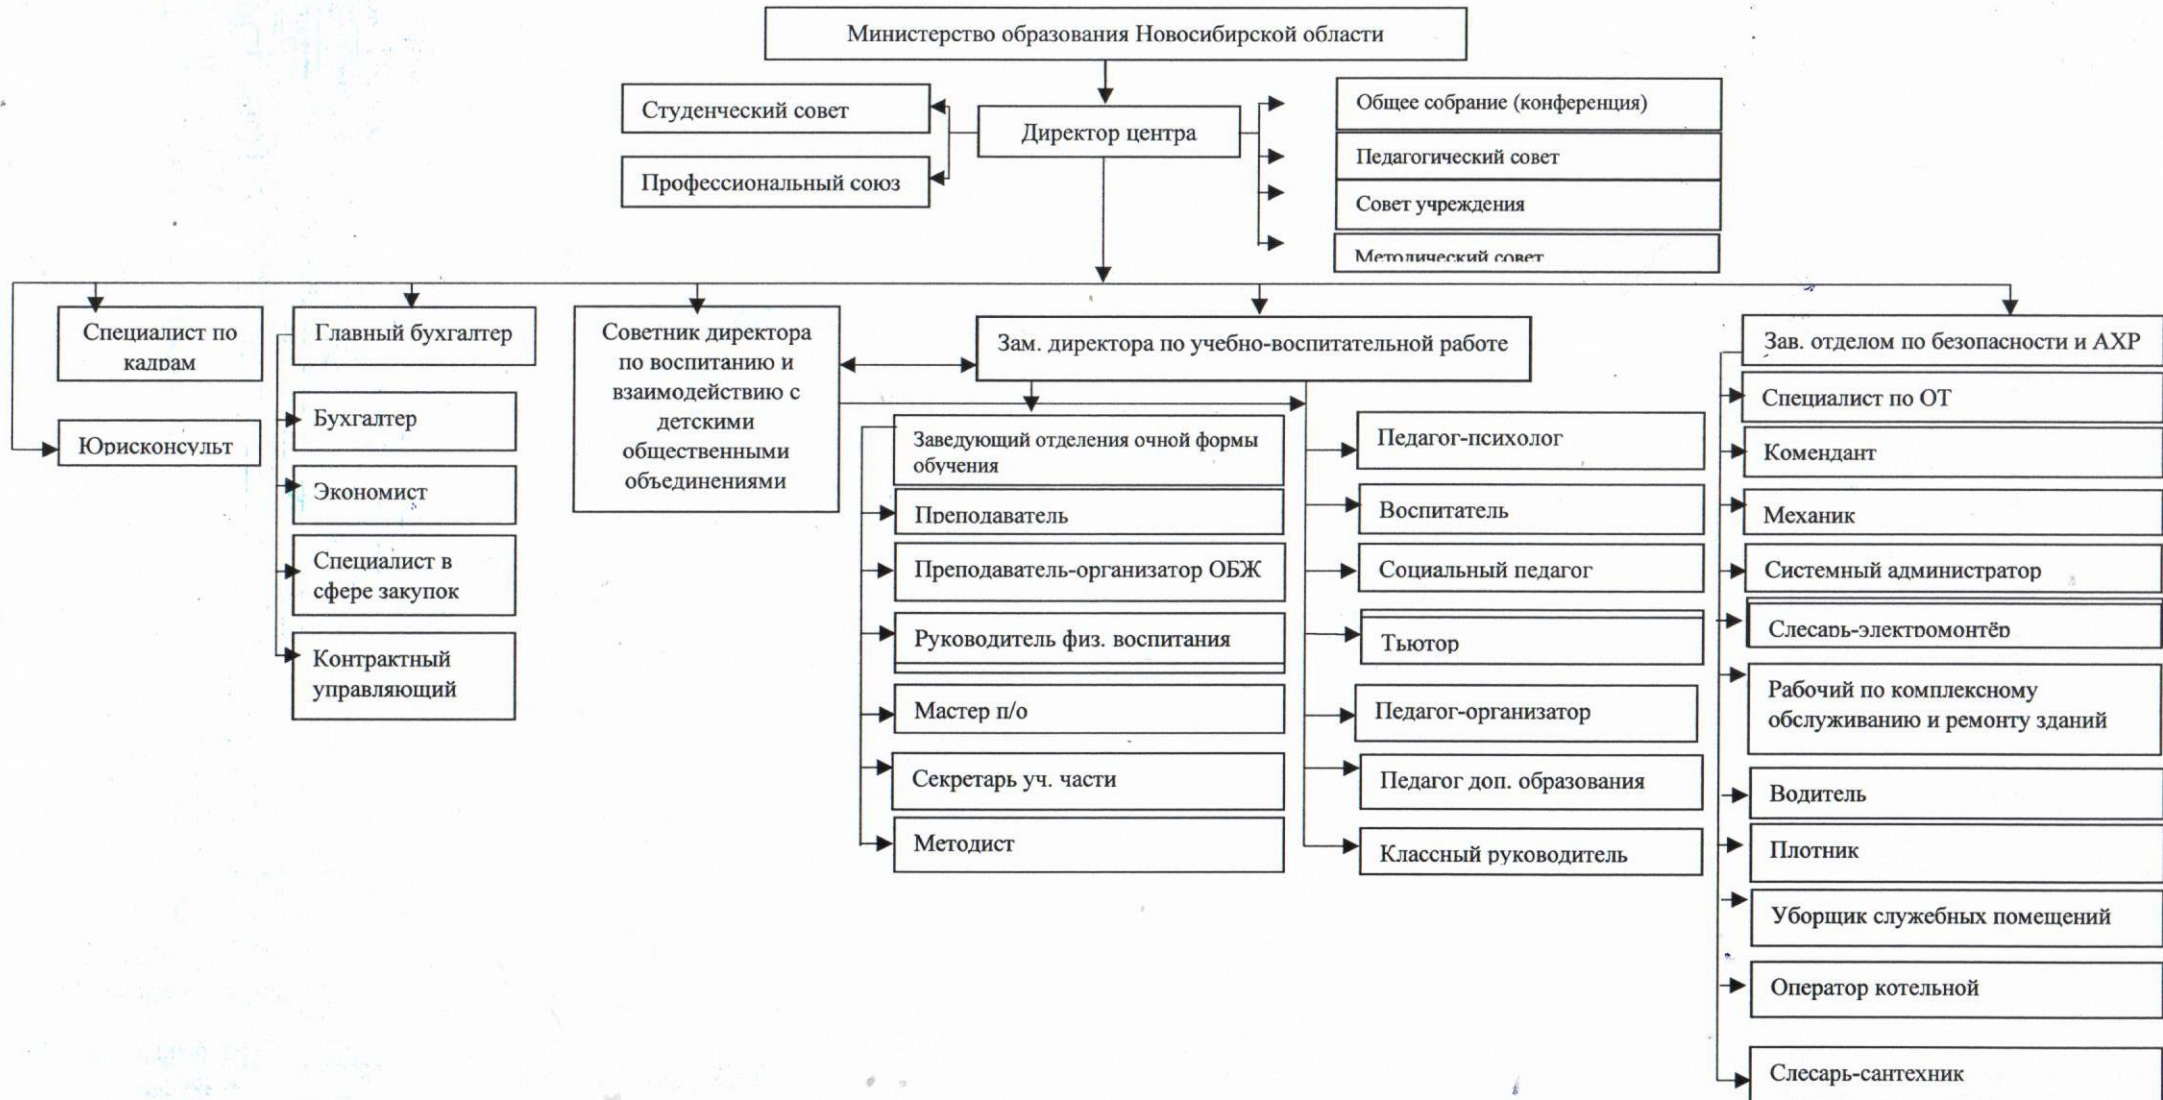 Министерство образования Новосибирской области
Студенческий совет
Директор центра
Общее собрание (конференция)
Профессиональный союз
Педагогический совет
Совет учреждения
Методический совет
Специалист по
кадрам
Юрисконсульт
Главный бухгалтер
Бухгалтер
Экономист
Специалист в
сфере закупок
Контрактный
управляющий
Советник директора
по воспитанию и
взаимодействию с
детскими
общественными
объединениями
Зам. директора по учебно-воспитательной работе
Заведующий отделения очной формы
обучения
Преподаватель
Преподаватель-организатор ОБЖ
Руководитель физ. воспитания
Мастер п/о
Секретарь уч. части
Методист
Педагог-психолог
Воспитатель
Социальный педагог
Тьютор
Педагог-организатор
Педагог доп. образования
Классный руководитель
Зав. отделом по безопасности и АХР
Специалист по ОТ
Комендант
Механик
Системный администратор
Слесарь-электромонтёр
Рабочий по комплексному
обслуживанию и ремонту зданий
Водитель
Плотник
Уборщик служебных помещений
Оператор котельной
Слесарь-сантехник